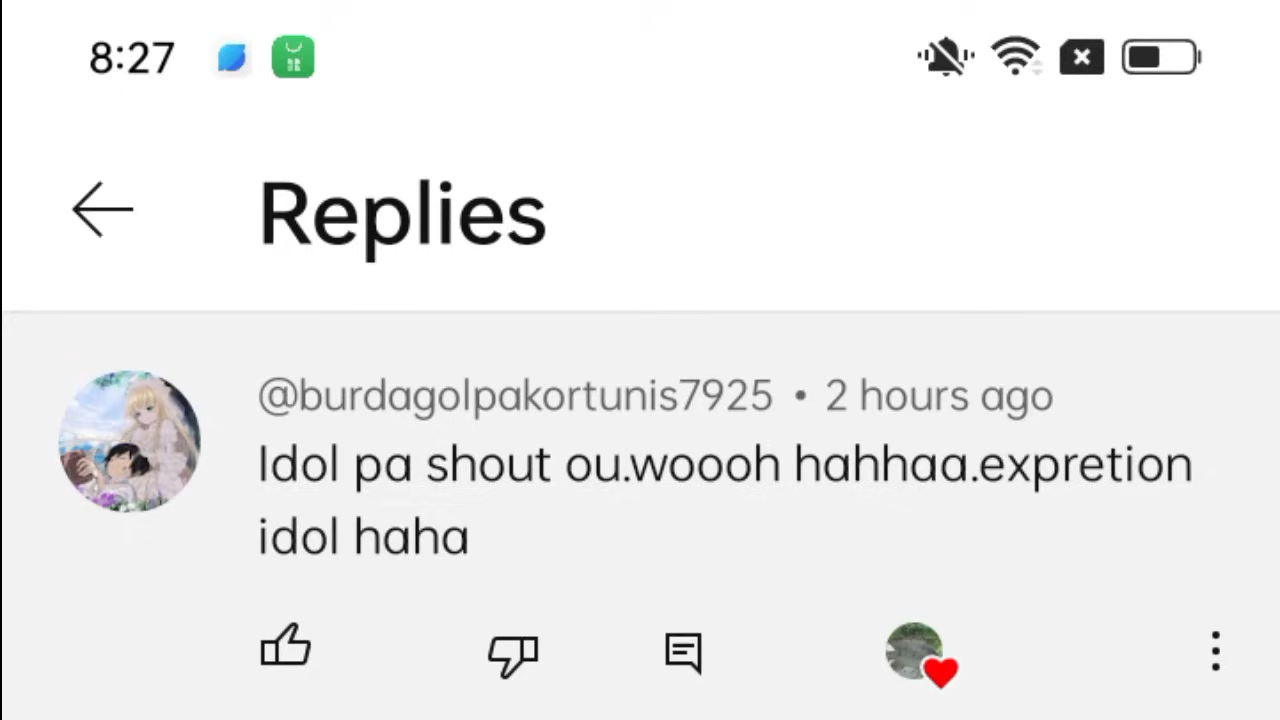 8:27
Replies
@burdagolpakortunis7925 • 2 hours ago
Idol pa shout ou.woooh hahhaa.expretion
idol haha